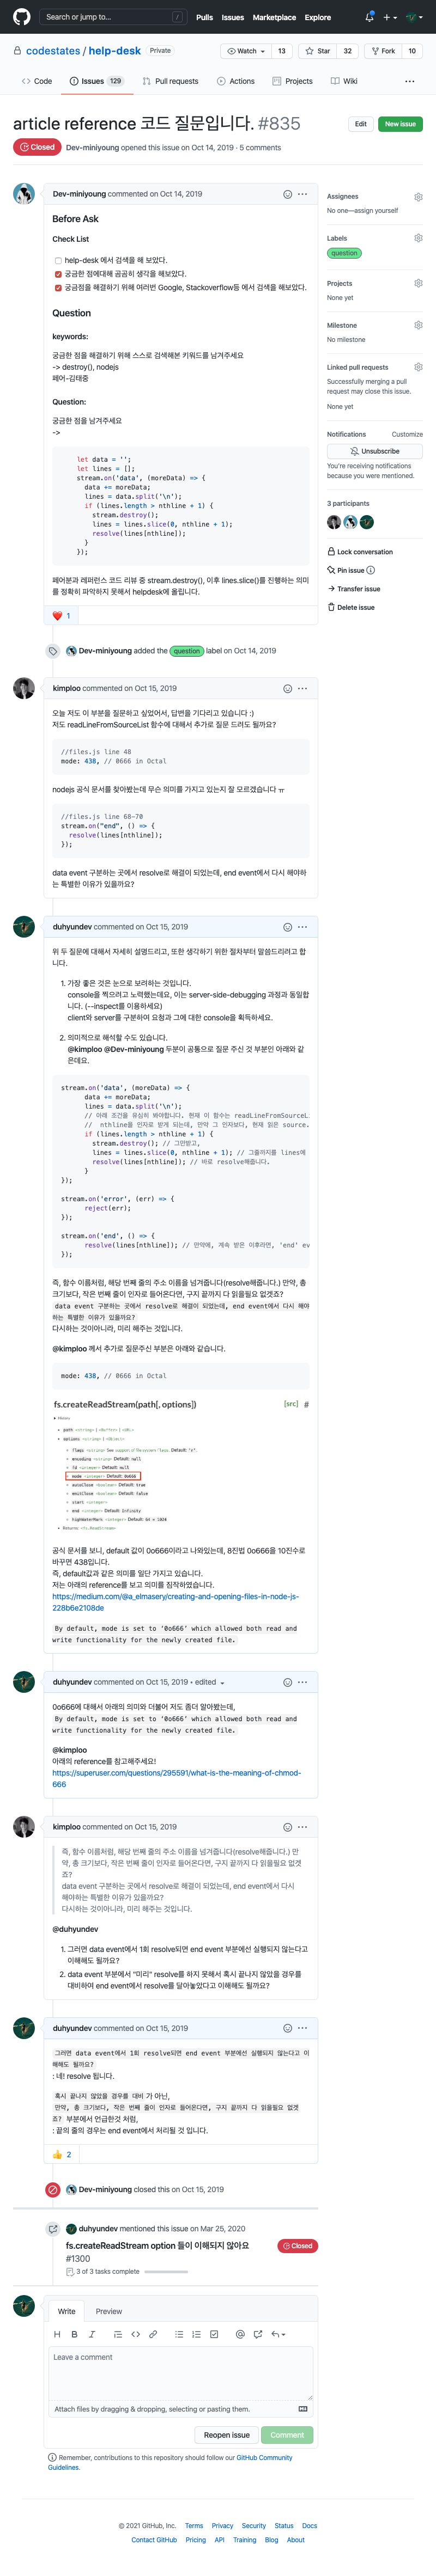 Search or jump to...
/
Pulls
Issues
Marketplace
Explore
codestates / help-desk
Private
Watch
13
Star
32
Fork
10
Code
Issues 129
Pull requests
Actions
Projects
Wiki
article reference 코드 질문입니다. #835
Edit
New issue
Closed
Dev-miniyoung opened this issue on Oct 14, 2019 · 5 comments
Dev-miniyoung commented on Oct 14, 2019
Before Ask
Check List
help-desk 에서 검색을 해 보았다.
궁금한 점에대해 곰곰히 생각을 해보았다.
궁금점을 해결하기 위해 여러번 Google, Stackoverflow등 에서 검색을 해보았다.
Question
keywords:
궁금한 점을 해결하기 위해 스스로 검색해본 키워드를 남겨주세요
-> destroy(), nodejs
페어-김태중
Question:
궁금한 점을 남겨주세요
->
let data = '';
let lines = [];
stream.on('data', (moreData) => {
data += moreData;
lines = data.split('\n');
if (lines.length > nthline + 1) {
stream.destroy();
lines = lines.slice(0, nthline + 1);
resolve(lines[nthline]);
}
});
페어분과 레퍼런스 코드 리뷰 중 stream.destroy(), 이후 lines.slice()를 진행하는 의미
를 정확히 파악하지 못해서 helpdesk에 올립니다.
❤️ 1
Dev-miniyoung added the question label on Oct 14, 2019
kimploo commented on Oct 15, 2019
오늘 저도 이 부분을 질문하고 싶었어서, 답변을 기다리고 있습니다 :)
저도 readLineFromSourceList 함수에 대해서 추가로 질문 드려도 될까요?
//files.js line 48
mode: 438, // 0666 in Octal
nodejs 공식 문서를 찾아봤는데 무슨 의미를 가지고 있는지 잘 모르겠습니다 ㅠ
//files.js line 68-70
stream.on("end", () => {
resolve(lines[nthline]);
});
data event 구분하는 곳에서 resolve로 해결이 되었는데, end event에서 다시 해야하
는 특별한 이유가 있을까요?
duhyundev commented on Oct 15, 2019
위 두 질문에 대해서 자세히 설명드리고, 또한 생각하기 위한 절차부터 말씀드리려고 합
니다.
1. 가장 좋은 것은 눈으로 보려하는 것입니다.
console을 찍으려고 노력했는데요, 이는 server-side-debugging 과정과 동일합
니다. (--inspect를 이용하세요)
client와 server를 구분하여 요청과 그에 대한 console을 획득하세요.
2. 의미적으로 해석할 수도 있습니다.
@kimploo @Dev-miniyoung 두분이 공통으로 질문 주신 것 부분인 아래와 같
은데요.
stream.on('data', (moreData) => {
data += moreData;
lines = data.split('\n');
// 아래 조건을 유심히 봐야합니다. 현재 이 함수는 readLineFromSourceL
// nthline을 인자로 받게 되는데, 만약 그 인자보다, 현재 읽은 source.
if (lines.length > nthline + 1) {
stream.destroy(); // 그만받고,
lines = lines.slice(0, nthline + 1); // 그줄까지를 lines에
resolve(lines[nthline]); // 바로 resolve해줍니다.
}
});
stream.on('error', (err) => {
reject(err);
});
stream.on('end', () => {
resolve(lines[nthline]); // 만약에, 계속 받은 이후라면, 'end' ev
});
즉, 함수 이름처럼, 해당 번째 줄의 주소 이름을 넘겨줍니다(resolve해줍니다.) 만약, 총
크기보다, 작은 번째 줄이 인자로 들어온다면, 구지 끝까지 다 읽을필요 없겠죠?
data event 구분하는 곳에서 resolve로 해결이 되었는데, end event에서 다시 해야
하는 특별한 이유가 있을까요?
다시하는 것이아니라, 미리 해주는 것입니다.
@kimploo 께서 추가로 질문주신 부분은 아래와 같습니다.
mode: 438, // 0666 in Octal
fs.createReadStream(path[, options])
[src] #
공식 문서를 보니, default 값이 0o666이라고 나와있는데, 8진법 0o666을 10진수로
바꾸면 438입니다.
즉, default값과 같은 의미를 일단 가지고 있습니다.
저는 아래의 reference를 보고 의미를 짐작하였습니다.
https://medium.com/@a_elmasery/creating-and-opening-files-in-node-js-
228b6e2108de
By default, mode is set to '0o666' which allowed both read and
write functionality for the newly created file.
duhyundev commented on Oct 15, 2019 • edited
0o666에 대해서 아래의 의미와 더불어 저도 좀더 알아봤는데,
By default, mode is set to '0o666' which allowed both read and
write functionality for the newly created file.
@kimploo
아래의 reference를 참고해주세요!
https://superuser.com/questions/295591/what-is-the-meaning-of-chmod-
666
kimploo commented on Oct 15, 2019
즉, 함수 이름처럼, 해당 번째 줄의 주소 이름을 넘겨줍니다(resolve해줍니다.) 만
약, 총 크기보다, 작은 번째 줄이 인자로 들어온다면, 구지 끝까지 다 읽을필요 없겠
죠?
data event 구분하는 곳에서 resolve로 해결이 되었는데, end event에서 다시
해야하는 특별한 이유가 있을까요?
다시하는 것이아니라, 미리 해주는 것입니다.
@duhyundev
1. 그러면 data event에서 1회 resolve되면 end event 부분에선 실행되지 않는다고
이해해도 될까요?
2. data event 부분에서 "미리" resolve를 하지 못해서 혹시 끝나지 않았을 경우를
대비하여 end event에서 resolve를 달아놓았다고 이해해도 될까요?
duhyundev commented on Oct 15, 2019
그러면 data event에서 1회 resolve되면 end event 부분에선 실행되지 않는다고 이
해해도 될까요?
: 네! resolve 됩니다.
혹시 끝나지 않았을 경우를 대비 가 아닌,
만약, 총 크기보다, 작은 번째 줄이 인자로 들어온다면, 구지 끝까지 다 읽을필요 없겠
죠? 부분에서 언급한것 처럼,
: 끝의 줄의 경우는 end event에서 처리될 것 입니다.
👍 2
Dev-miniyoung closed this on Oct 15, 2019
duhyundev mentioned this issue on Mar 25, 2020
fs.createReadStream option 들이 이해되지 않아요
#1300
Closed
3 of 3 tasks complete
Write
Preview
Leave a comment
Attach files by dragging & dropping, selecting or pasting them.
Reopen issue
Comment
Remember, contributions to this repository should follow our GitHub Community
Guidelines.
Assignees
No one—assign yourself
Labels
question
Projects
None yet
Milestone
No milestone
Linked pull requests
Successfully merging a pull
request may close this issue.
None yet
Notifications
Customize
Unsubscribe
You're receiving notifications
because you were mentioned.
3 participants
Lock conversation
Pin issue
Transfer issue
Delete issue
© 2021 GitHub, Inc.
Terms
Privacy
Security
Status
Docs
Contact GitHub
Pricing
API
Training
Blog
About